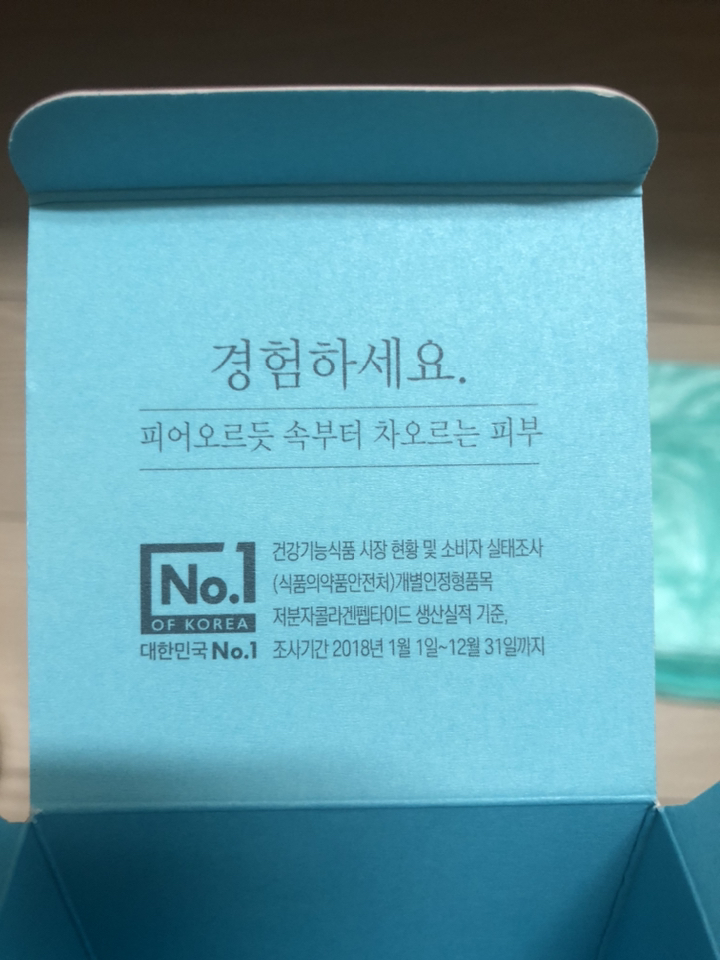 경험하세요.
피어오르듯 속부터 차오르는 피부
No.1
OF KOREA
대한민국 No.1
건강기능식품 시장 현황 및 소비자 실태조사
(식품의약품안전처)개별인정형품목
저분자콜라겐펩타이드 생산실적 기준,
조사기간 2018년 1월 1일~12월 31일까지